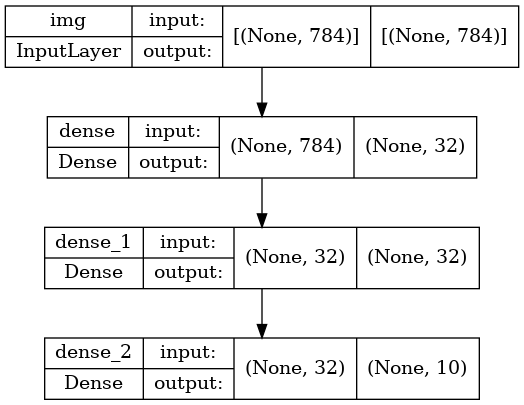 img input: [(None, 784)] [(None, 784)]
InputLayer output:
dense input: (None, 784) (None, 32)
Dense output:
dense_1 input: (None, 32) (None, 32)
Dense output:
dense_2 input: (None, 32) (None, 10)
Dense output: